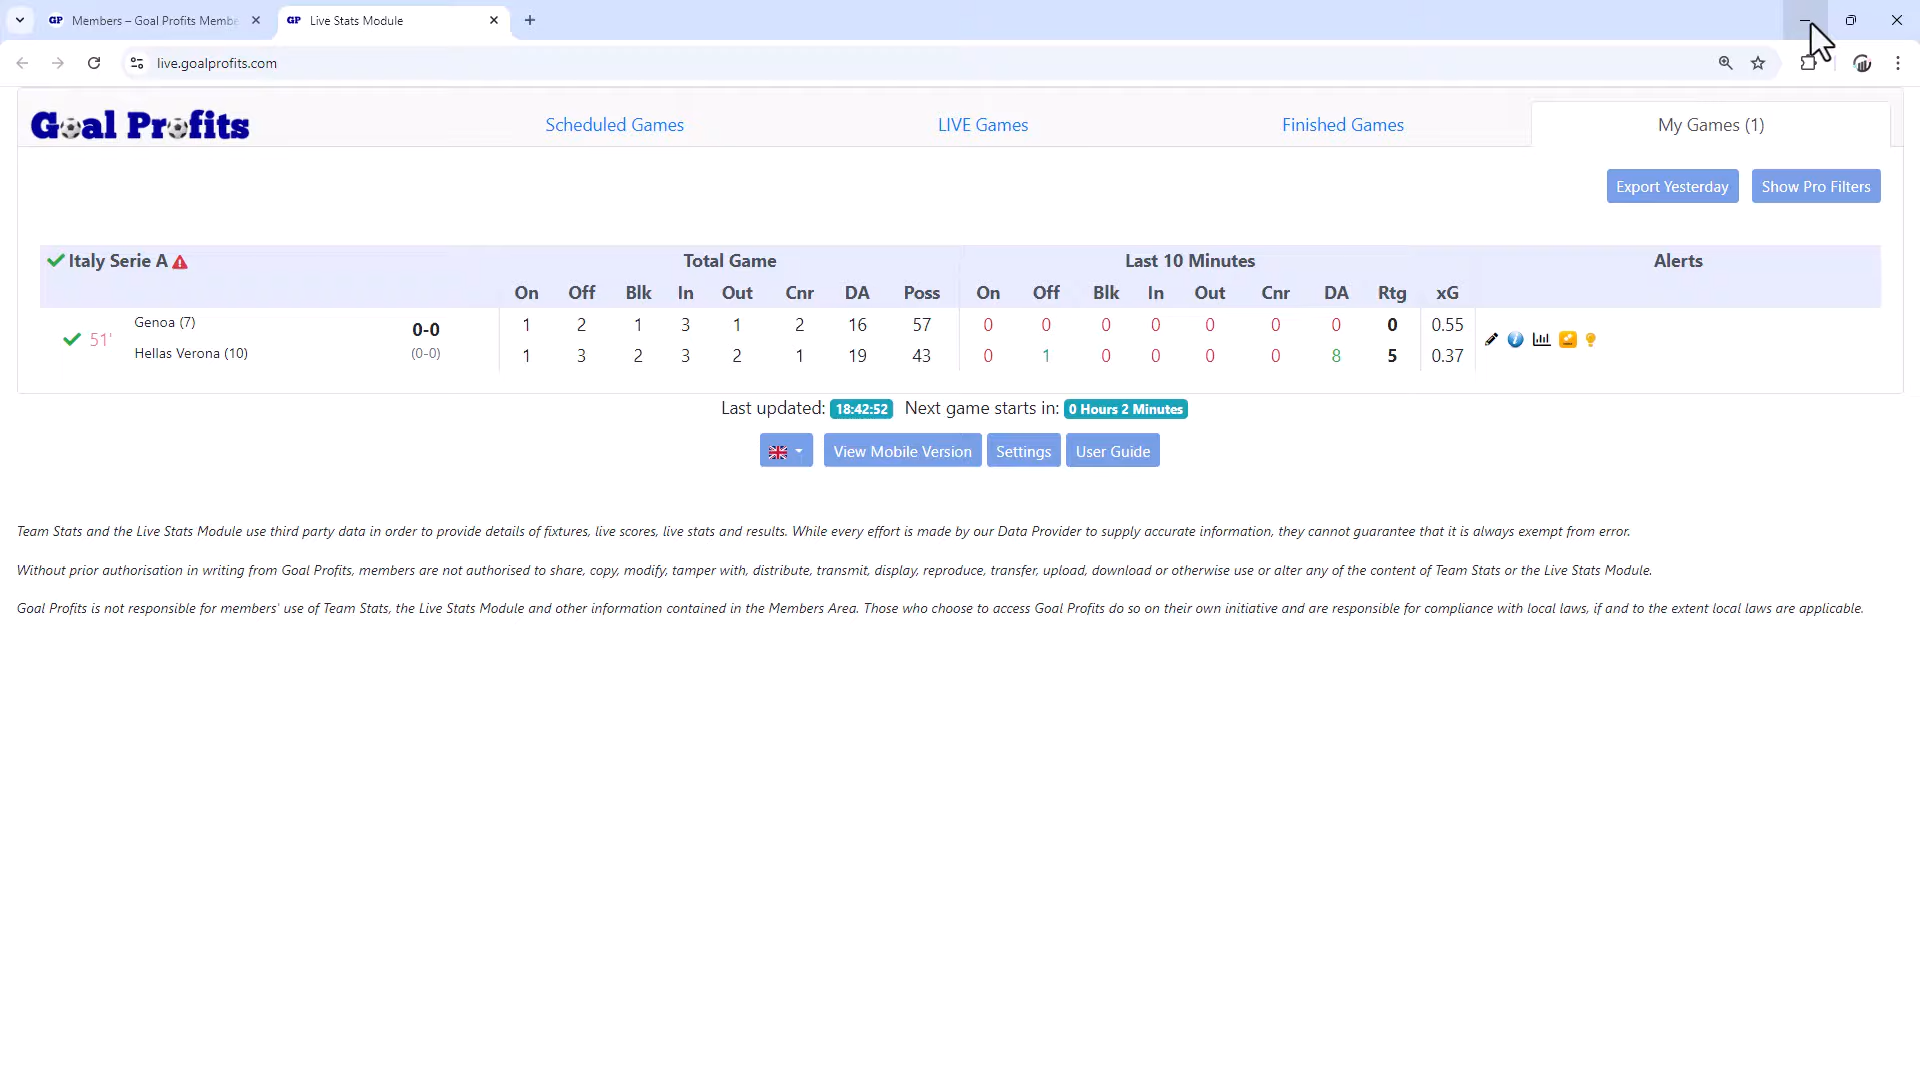 Members – Goal Profits Membe
Live Stats Module
live.goalprofits.com
Goal Profits
Scheduled Games
LIVE Games
Finished Games
My Games (1)
Export Yesterday
Show Pro Filters
Italy Serie A Total Game Last 10 Minutes Alerts
On Off Blk In Out Cnr DA Poss On Off Blk In Out Cnr DA Rtg xG
51'
Genoa (7) 0-0 1 2 1 3 1 2 16 57 0 0 0 0 0 0 0 0 0.55
Hellas Verona (10) (0-0) 1 3 2 3 2 1 19 43 0 1 0 0 0 0 8 5 0.37
Last updated: 18:42:52 Next game starts in: 0 Hours 2 Minutes
View Mobile Version Settings User Guide
Team Stats and the Live Stats Module use third party data in order to provide details of fixtures, live scores, live stats and results. While every effort is made by our Data Provider to supply accurate information, they cannot guarantee that it is always exempt from error.
Without prior authorisation in writing from Goal Profits, members are not authorised to share, copy, modify, tamper with, distribute, transmit, display, reproduce, transfer, upload, download or otherwise use or alter any of the content of Team Stats or the Live Stats Module.
Goal Profits is not responsible for members' use of Team Stats, the Live Stats Module and other information contained in the Members Area. Those who choose to access Goal Profits do so on their own initiative and are responsible for compliance with local laws, if and to the extent local laws are applicable.